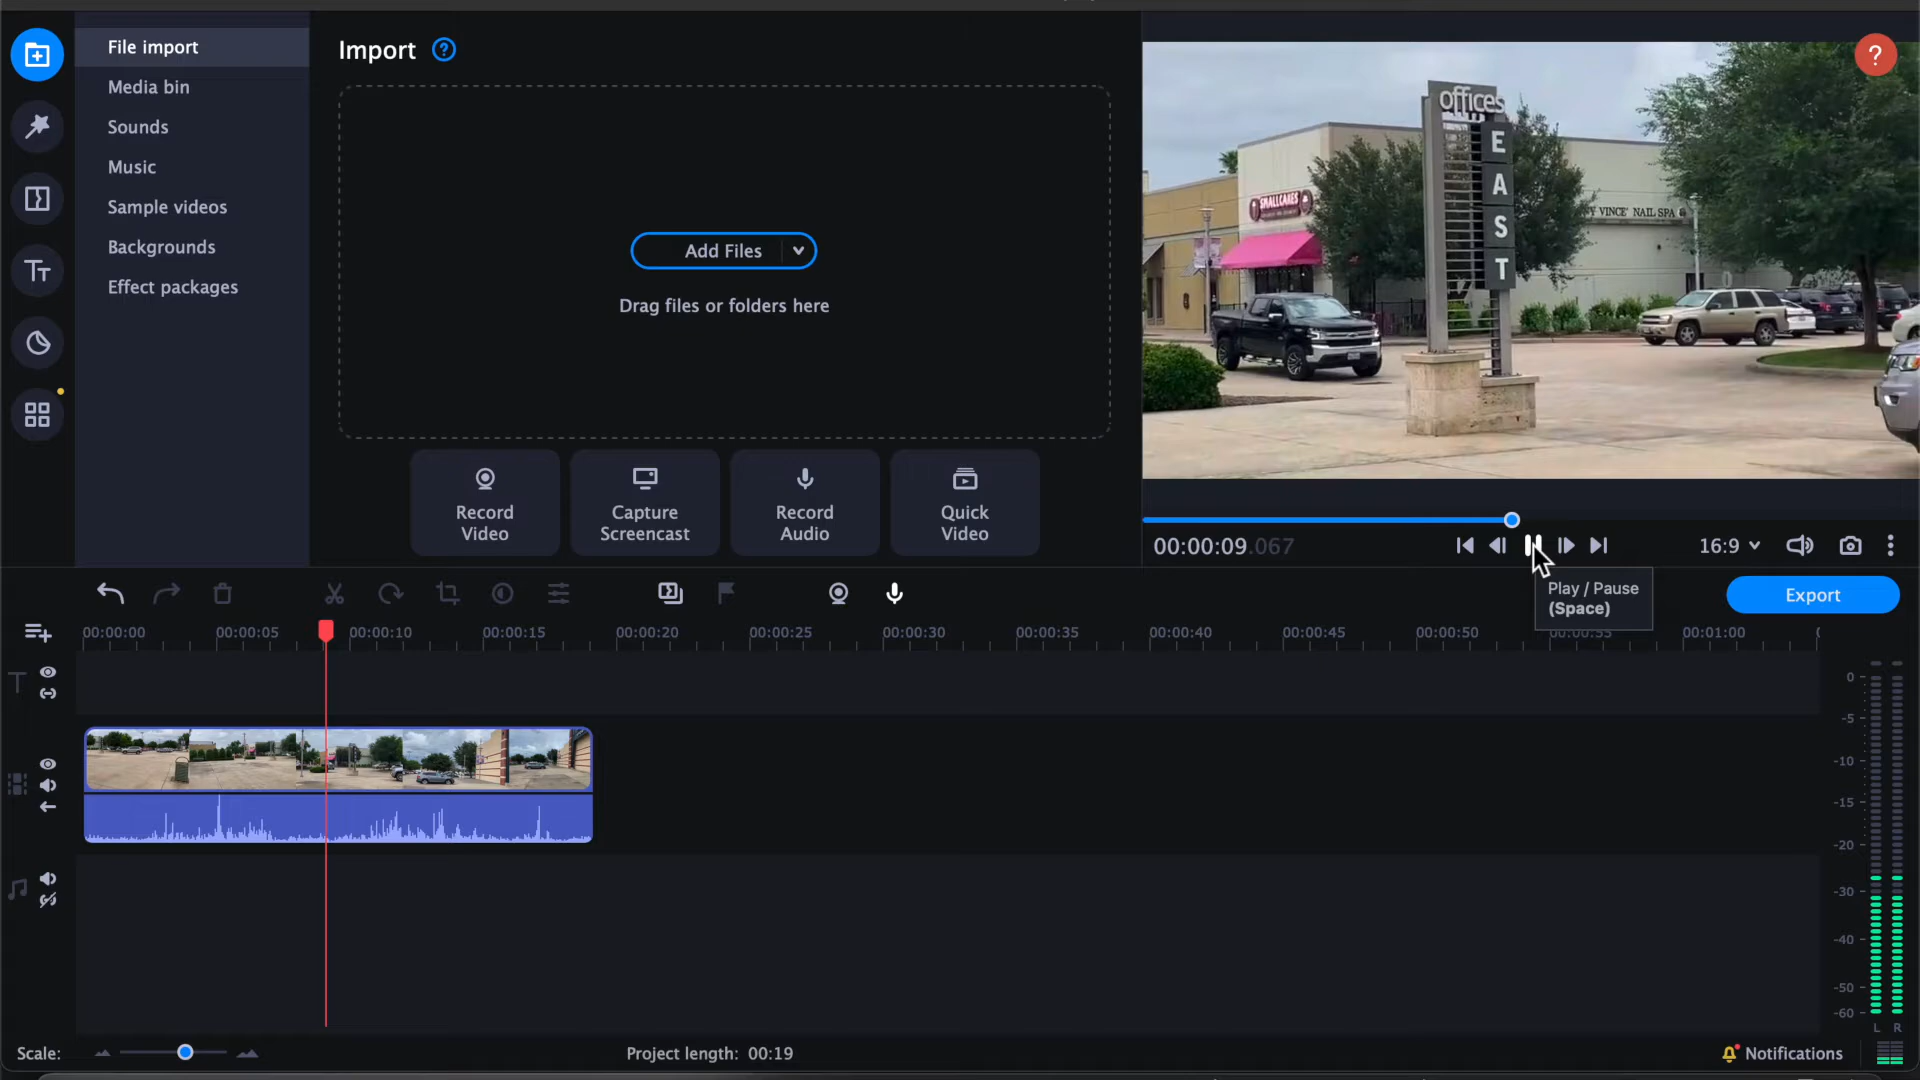 File import
Media bin
Sounds
Music
Sample videos
Backgrounds
Effect packages
Import ?
Add Files
Drag files or folders here
Record
Video
Capture
Screencast
Record
Audio
Quick
Video
offices
EAST
SMALLCAKES
Y VINCE' NAIL SPA
?
00:00:09.067
16:9
Play / Pause
(Space)
Export
00:00:00
00:00:05
00:00:10
00:00:15
00:00:20
00:00:25
00:00:30
00:00:35
00:00:40
00:00:45
00:00:50
00:00:55
00:01:00
0
-5
-10
-15
-20
-30
-40
-50
-60
L R
Scale:
Project length: 00:19
Notifications